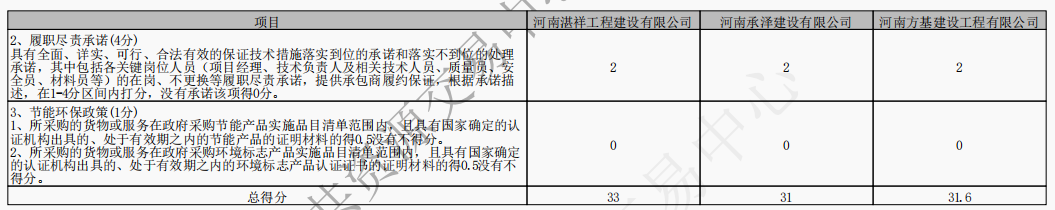 项目 河南湛祥工程建设有限公司 河南承泽建设有限公司 河南方基建设工程有限公司
2、履职尽责承诺(4分)
具有全面、详实、可行、合法有效的保证技术措施落实到位的承诺和落实不到位的处理
承诺，其中包括各关键岗位人员（项目经理、技术负责人及相关技术人员、质量员，安
全员、材料员等）的在岗、不更换等履职尽责承诺，提供承包商履约保证，根据承诺描
述，在1-4分区间内打分，没有承诺该项得0分。
2 2 2
3、节能环保政策(1分)
1、所采购的货物或服务在政府采购节能产品实施品目清单范围内，且具有国家确定的认
证机构出具的、处于有效期之内的节能产品的证明材料的得0.5没有不得分。
2、所采购的货物或服务在政府采购环境标志产品实施品目清单范围内，且具有国家确定
的认证机构出具的、处于有效期之内的环境标志产品认证证书的证明材料的得0.5没有不
得分。
0 0 0
总得分 33 31 31.6
共资源交易中心
易中心